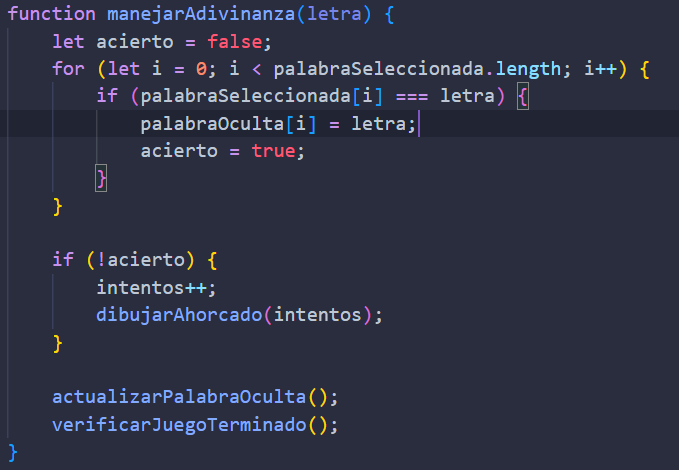 function manejarAdivinanza(letra) {
    let acierto = false;
    for (let i = 0; i < palabraSeleccionada.length; i++) {
        if (palabraSeleccionada[i] === letra) {
            palabraOculta[i] = letra;
            acierto = true;
        }
    }

    if (!acierto) {
        intentos++;
        dibujarAhorcado(intentos);
    }

    actualizarPalabraOculta();
    verificarJuegoTerminado();
}